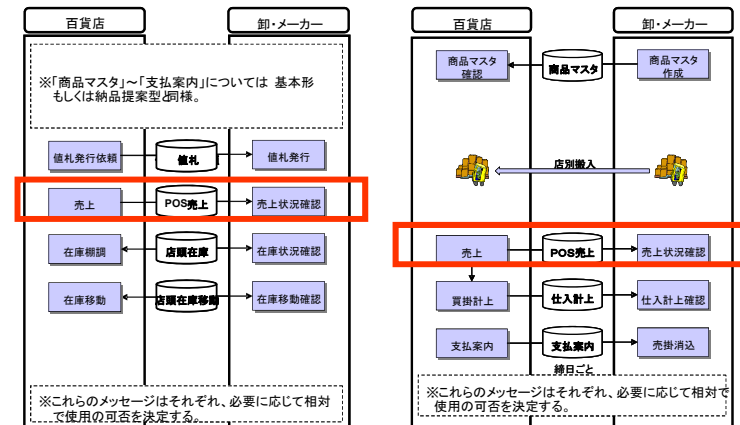 百貨店
卸・メーカー
※「商品マスタ」～「支払案内」については 基本形
もしくは納品提案型と同様。
値札発行依頼
値札
値札発行
売上
POS売上
売上状況確認
在庫棚調
店頭在庫
在庫状況確認
在庫移動
店頭在庫移動
在庫移動確認
※これらのメッセージはそれぞれ、必要に応じて相対
で使用の可否を決定する。
百貨店
卸・メーカー
商品マスタ
確認
商品マスタ
商品マスタ
作成
店別搬入
売上
POS売上
売上状況確認
買掛計上
仕入計上
仕入計上確認
支払案内
支払案内
売掛消込
締日ごと
※これらのメッセージはそれぞれ、必要に応じて相対で
使用の可否を決定する。